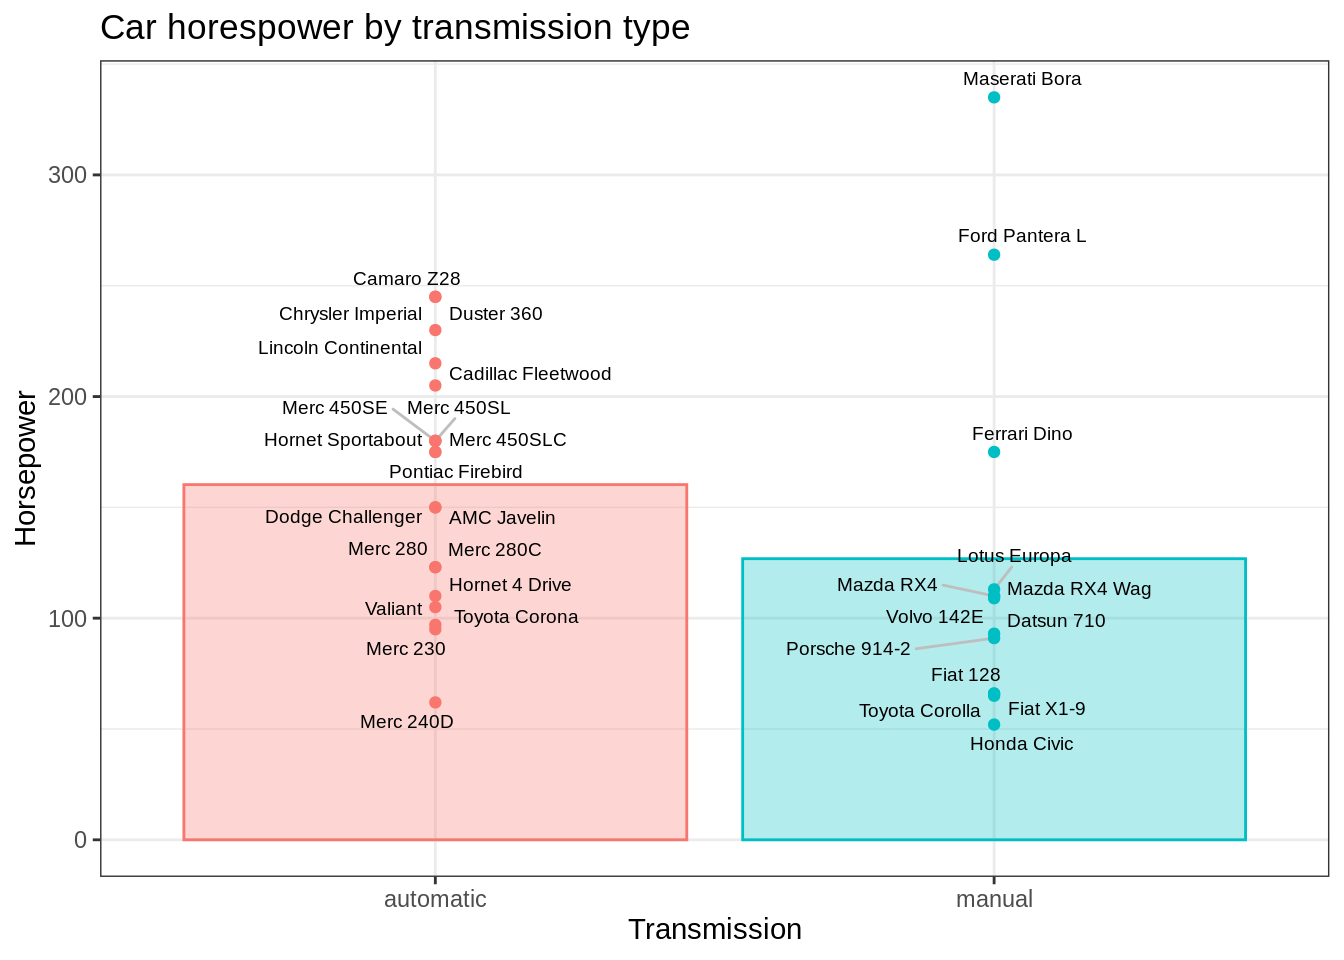 Car horespower by transmission type
Horsepower
300
200
100
0
Maserati Bora
Ford Pantera L
Camaro Z28
Chrysler Imperial
Duster 360
Lincoln Continental
Cadillac Fleetwood
Merc 450SE
Merc 450SL
Hornet Sportabout
Merc 450SLC
Pontiac Firebird
Dodge Challenger
AMC Javelin
Merc 280
Merc 280C
Hornet 4 Drive
Valiant
Toyota Corona
Merc 230
Merc 240D
Ferrari Dino
Lotus Europa
Mazda RX4
Mazda RX4 Wag
Volvo 142E
Datsun 710
Porsche 914-2
Fiat 128
Toyota Corolla
Fiat X1-9
Honda Civic
automatic
manual
Transmission